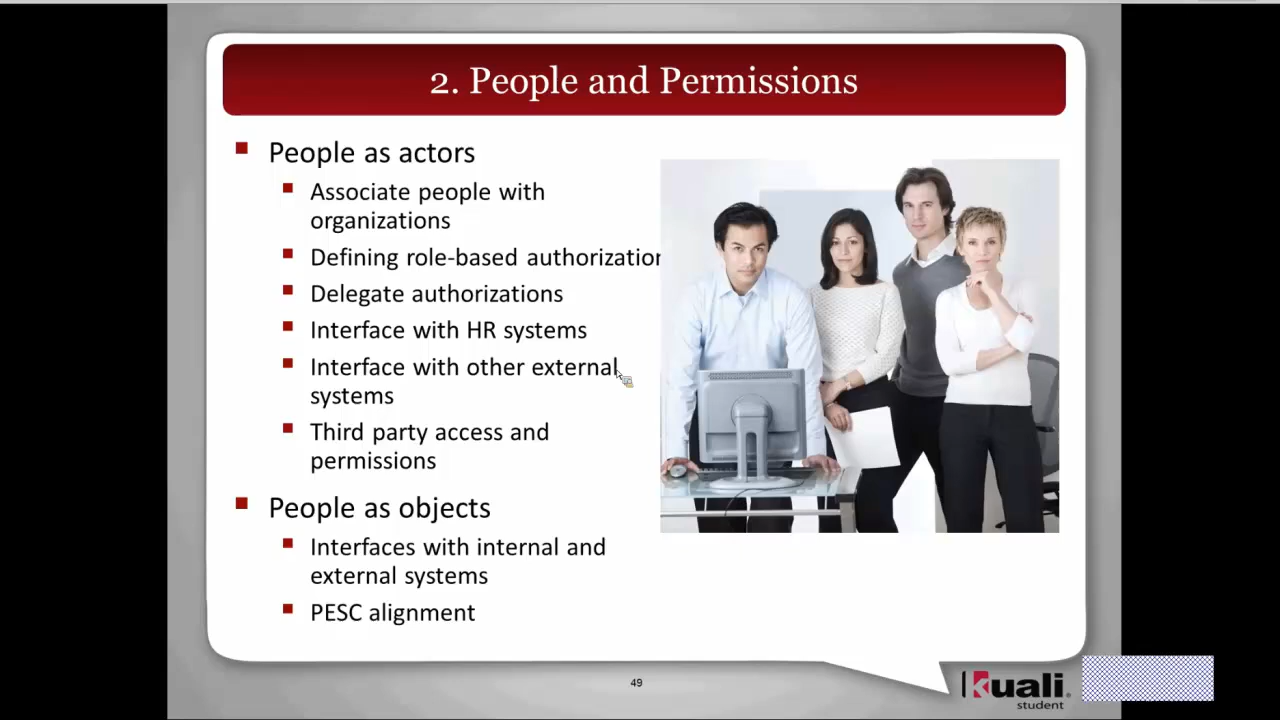 2. People and Permissions
People as actors
Associate people with
organizations
Defining role-based authorization
Delegate authorizations
Interface with HR systems
Interface with other external
systems
Third party access and
permissions
People as objects
Interfaces with internal and
external systems
PESC alignment
49
Kuali®
student